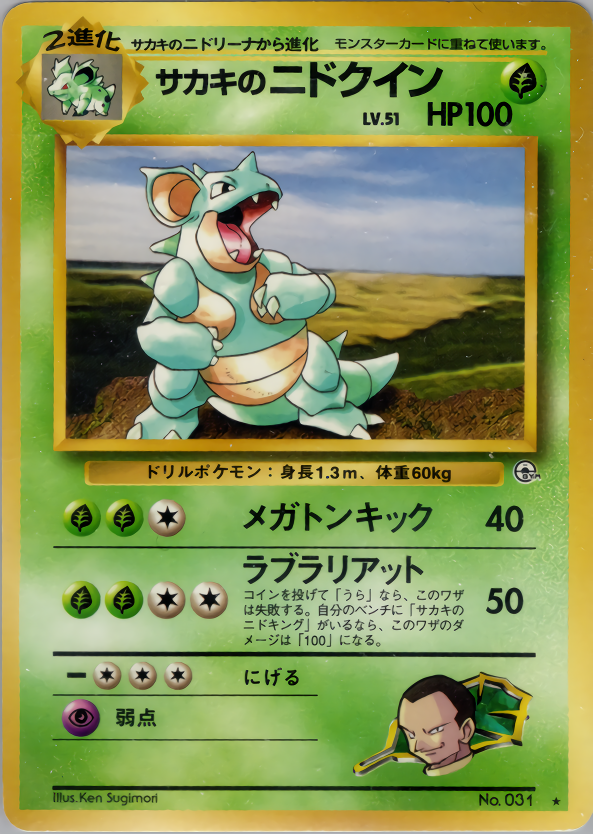 2進化
サカキのニドリーナから進化 モンスターカードに重ねて使います。
サカキのニドクイン
LV.51 HP100
ドリルポケモン:身長1.3m、体重60kg
GYM
メガトンキック 40
ラブラリアット
コインを投げて「うら」なら、このワザ
は失敗する。自分のベンチに「サカキの
ニドキング」がいるなら、このワザのダ
メージは「100」になる。
50
にげる
弱点
Illus.Ken Sugimori
No. 031 ★